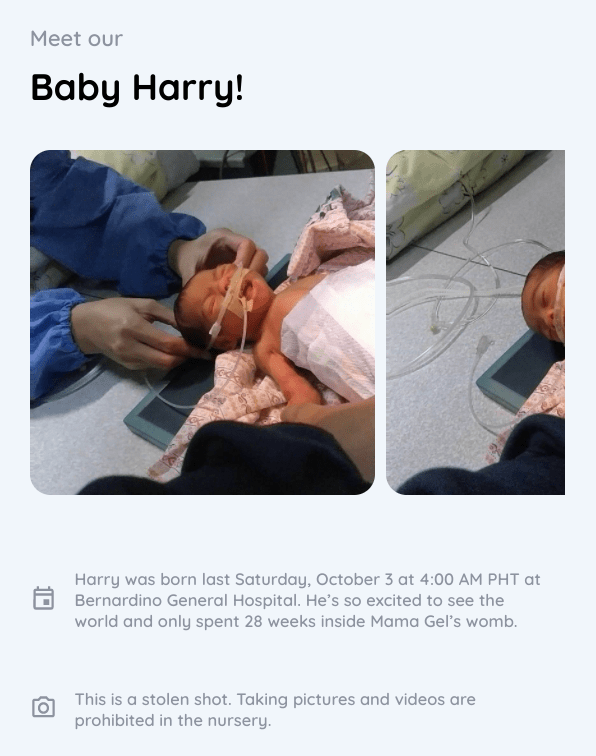 Meet our
Baby Harry!
Harry was born last Saturday, October 3 at 4:00 AM PHT at
Bernardino General Hospital. He’s so excited to see the
world and only spent 28 weeks inside Mama Gel’s womb.
This is a stolen shot. Taking pictures and videos are
prohibited in the nursery.